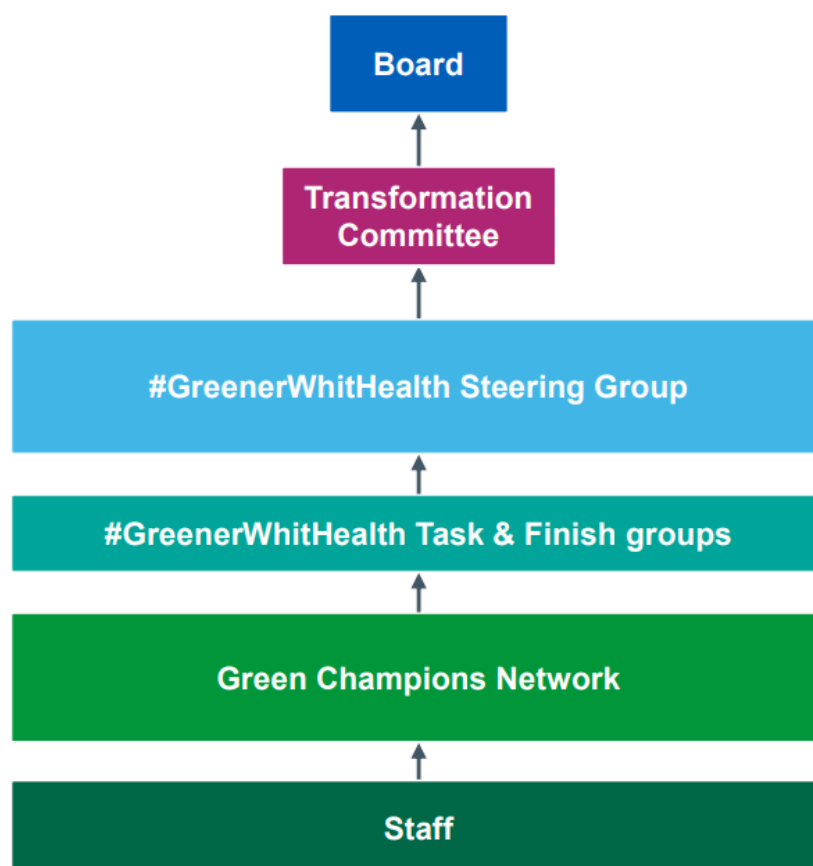 Board
Transformation
Committee
#GreenerWhitHealth Steering Group
#GreenerWhitHealth Task & Finish groups
Green Champions Network
Staff